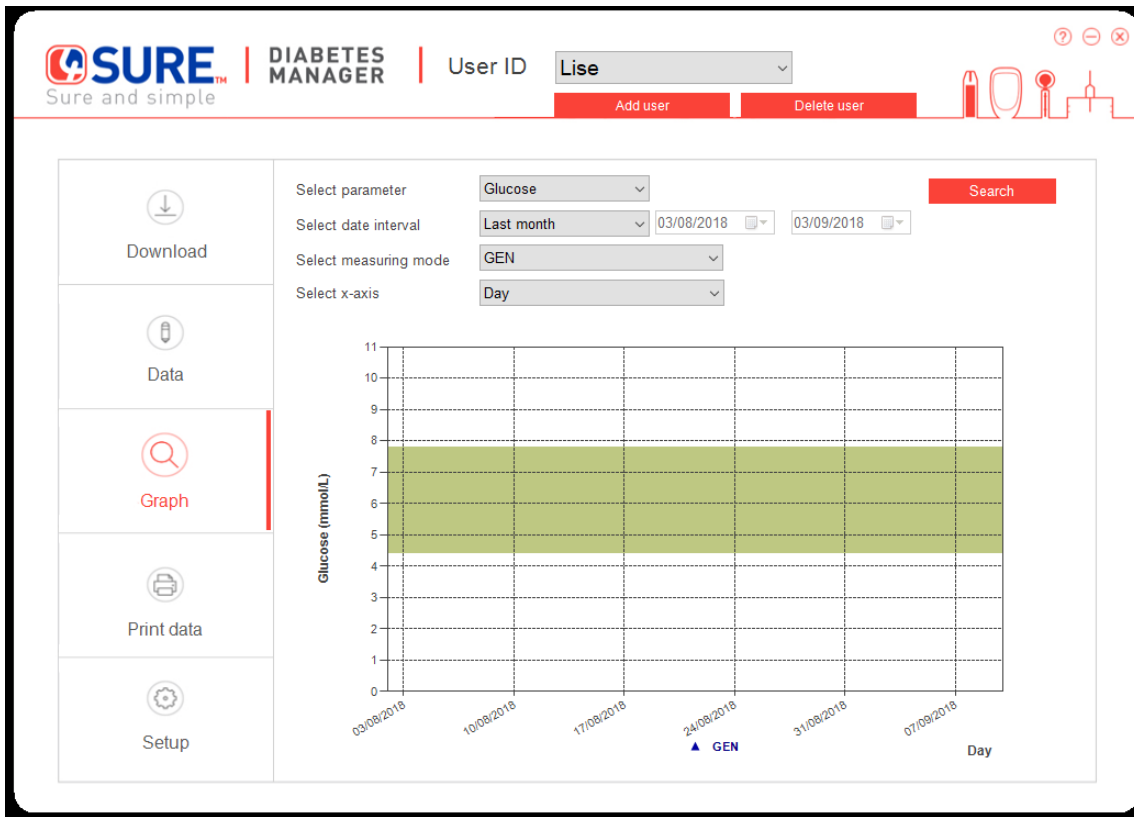 SURE™ DIABETES MANAGER User ID Lise
Sure and simple
Add user Delete user
Download
Data
Graph
Print data
Setup
Select parameter Glucose Search
Select date interval Last month 03/08/2018 03/09/2018
Select measuring mode GEN
Select x-axis Day
Glucose (mmol/L)
11
10
9
8
7
6
5
4
3
2
1
0
03/08/2018 10/08/2018 17/08/2018 24/08/2018 31/08/2018 07/09/2018
GEN
Day